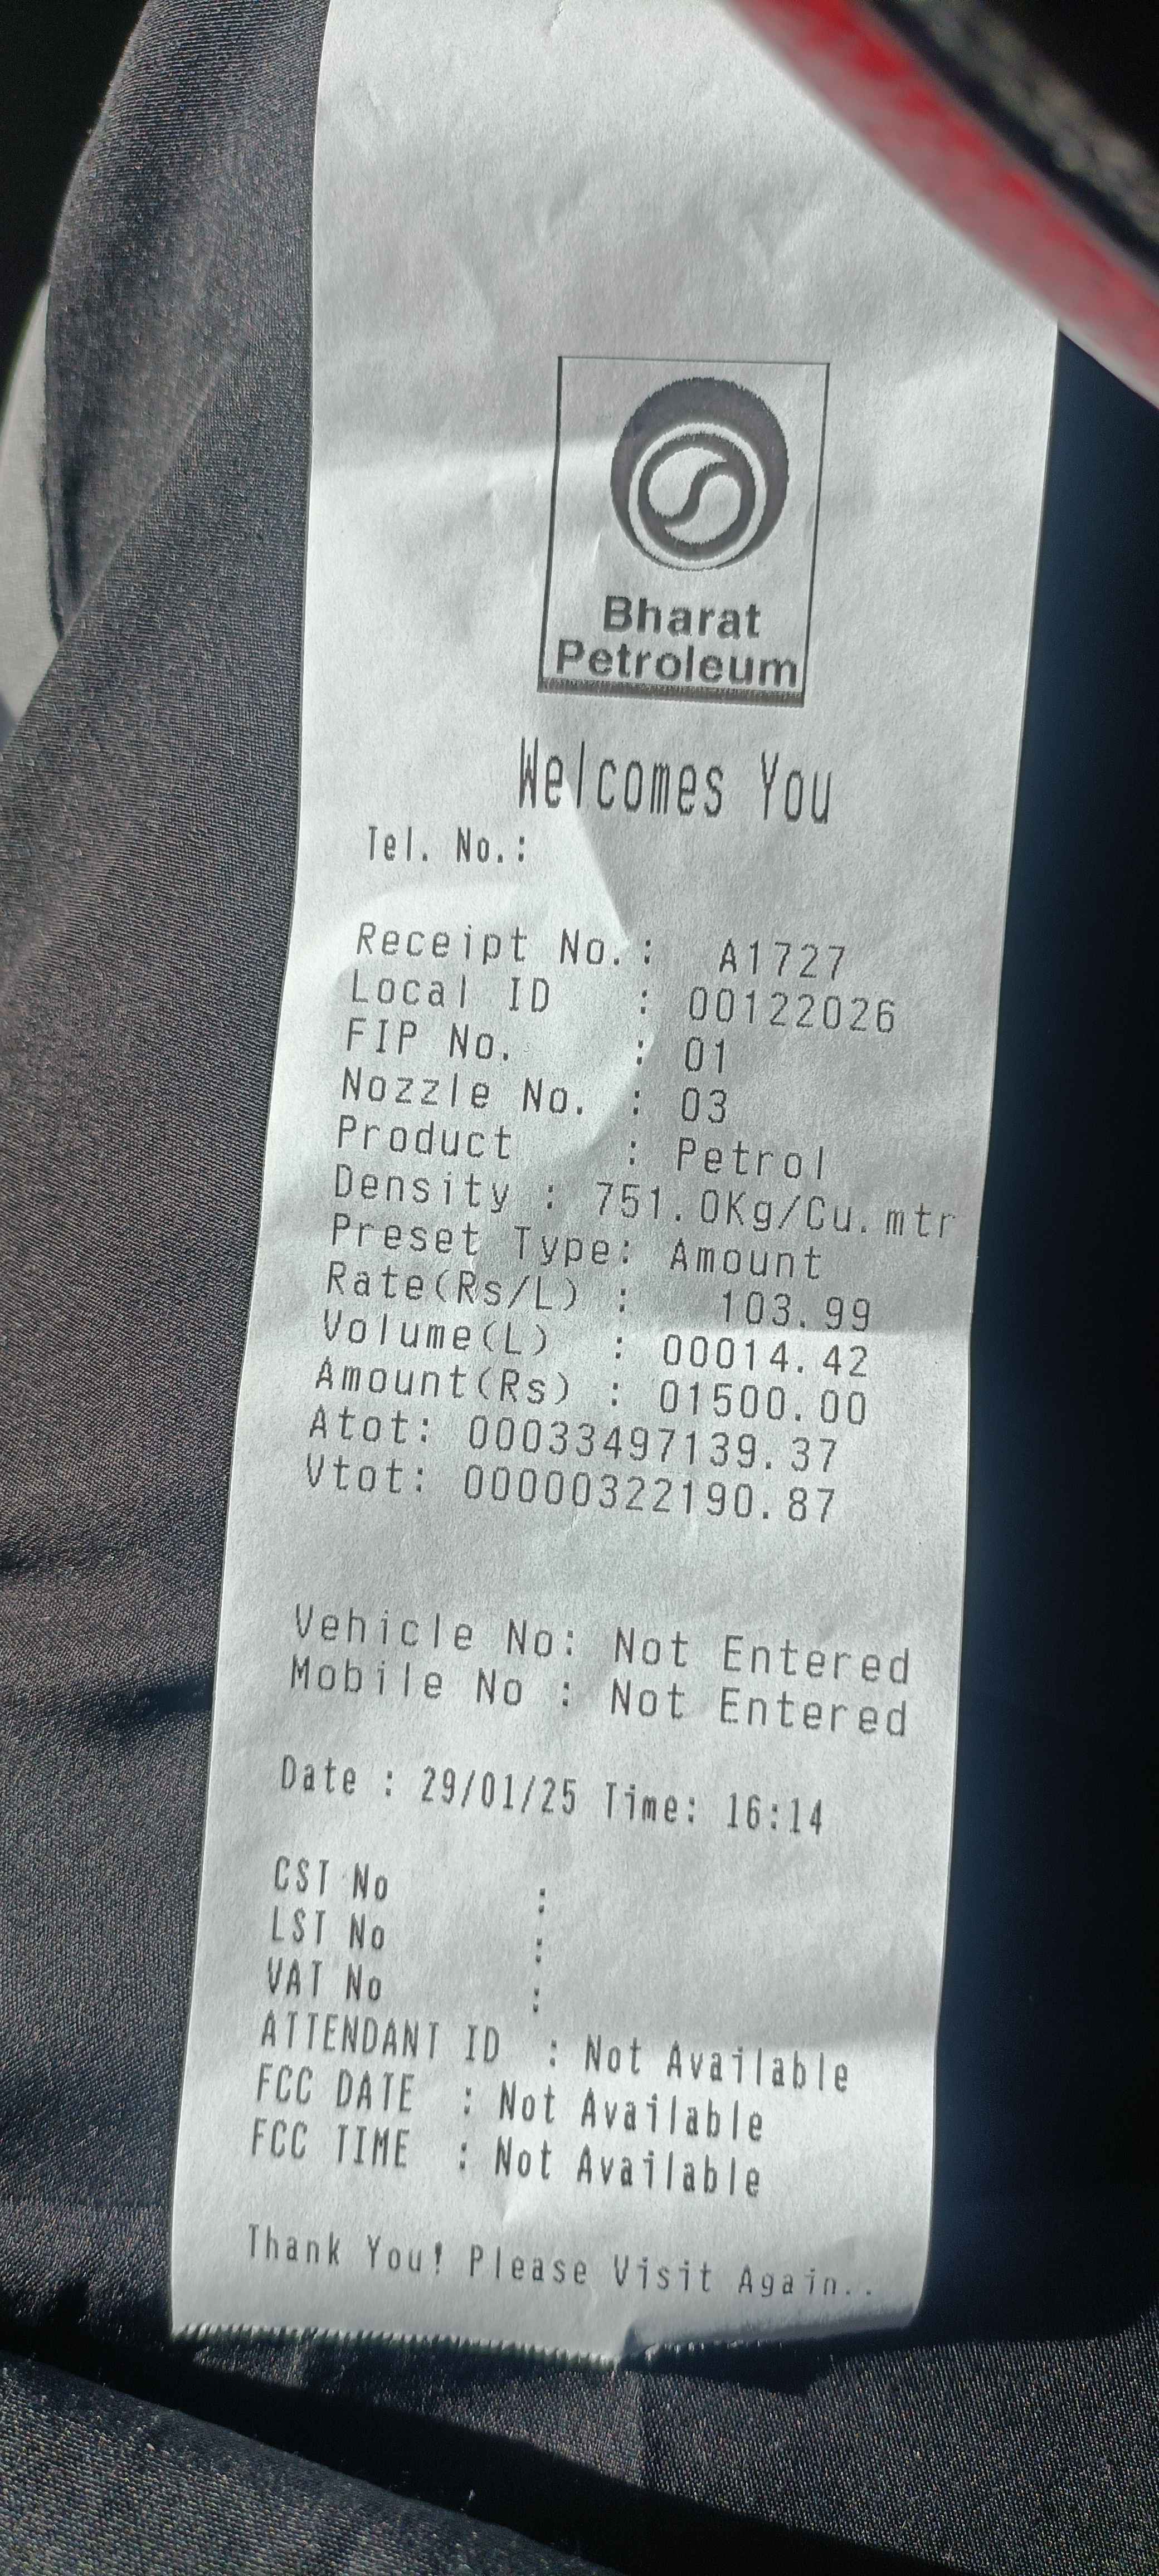 Bharat
Petroleum
Welcomes You
Tel. No.:
Receipt No.: A1727
Local ID : 00122026
FIP No. : 01
Nozzle No. : 03
Product : Petrol
Density : 751.0Kg/Cu.mtr
Preset Type: Amount
Rate(Rs/L) : 103.99
Volume(L) : 00014.42
Amount(Rs) : 01500.00
Atot: 00033497139.37
Vtot: 00000322190.87
Vehicle No: Not Entered
Mobile No : Not Entered
Date : 29/01/25 Time: 16:14
CST No :
LST No :
VAT No :
ATTENDANT ID : Not Available
FCC DATE : Not Available
FCC TIME : Not Available
Thank You! Please Visit Again..